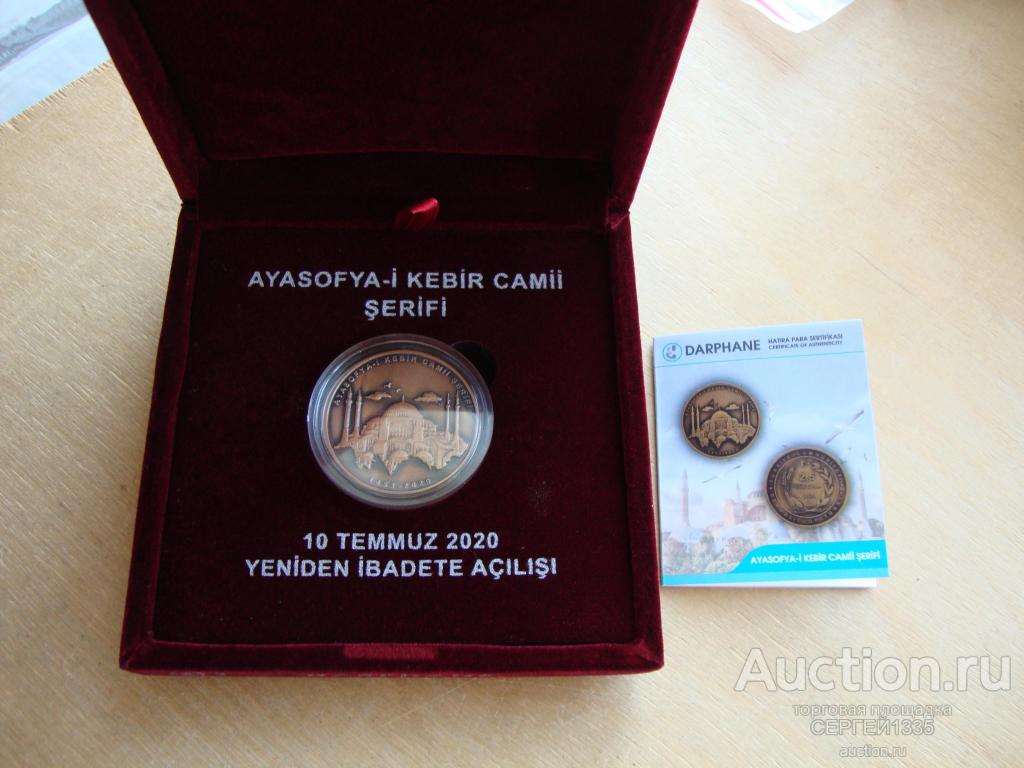 AYASOFYA-İ KEBİR CAMİİ
ŞERİFİ
AYASOFYA-İ KEBİR CAMİİ ŞERİFİ
1453-2020
10 TEMMUZ 2020
YENİDEN İBADETE AÇILIŞI
DARPHANE
HATIRA PARA SERTİFİKASI
CERTIFICATE OF AUTHENTICITY
AYASOFYA-İ KEBİR CAMİİ ŞERİFİ
Auction.ru
торговая площадка
СЕРГЕЙ1335
auction.ru